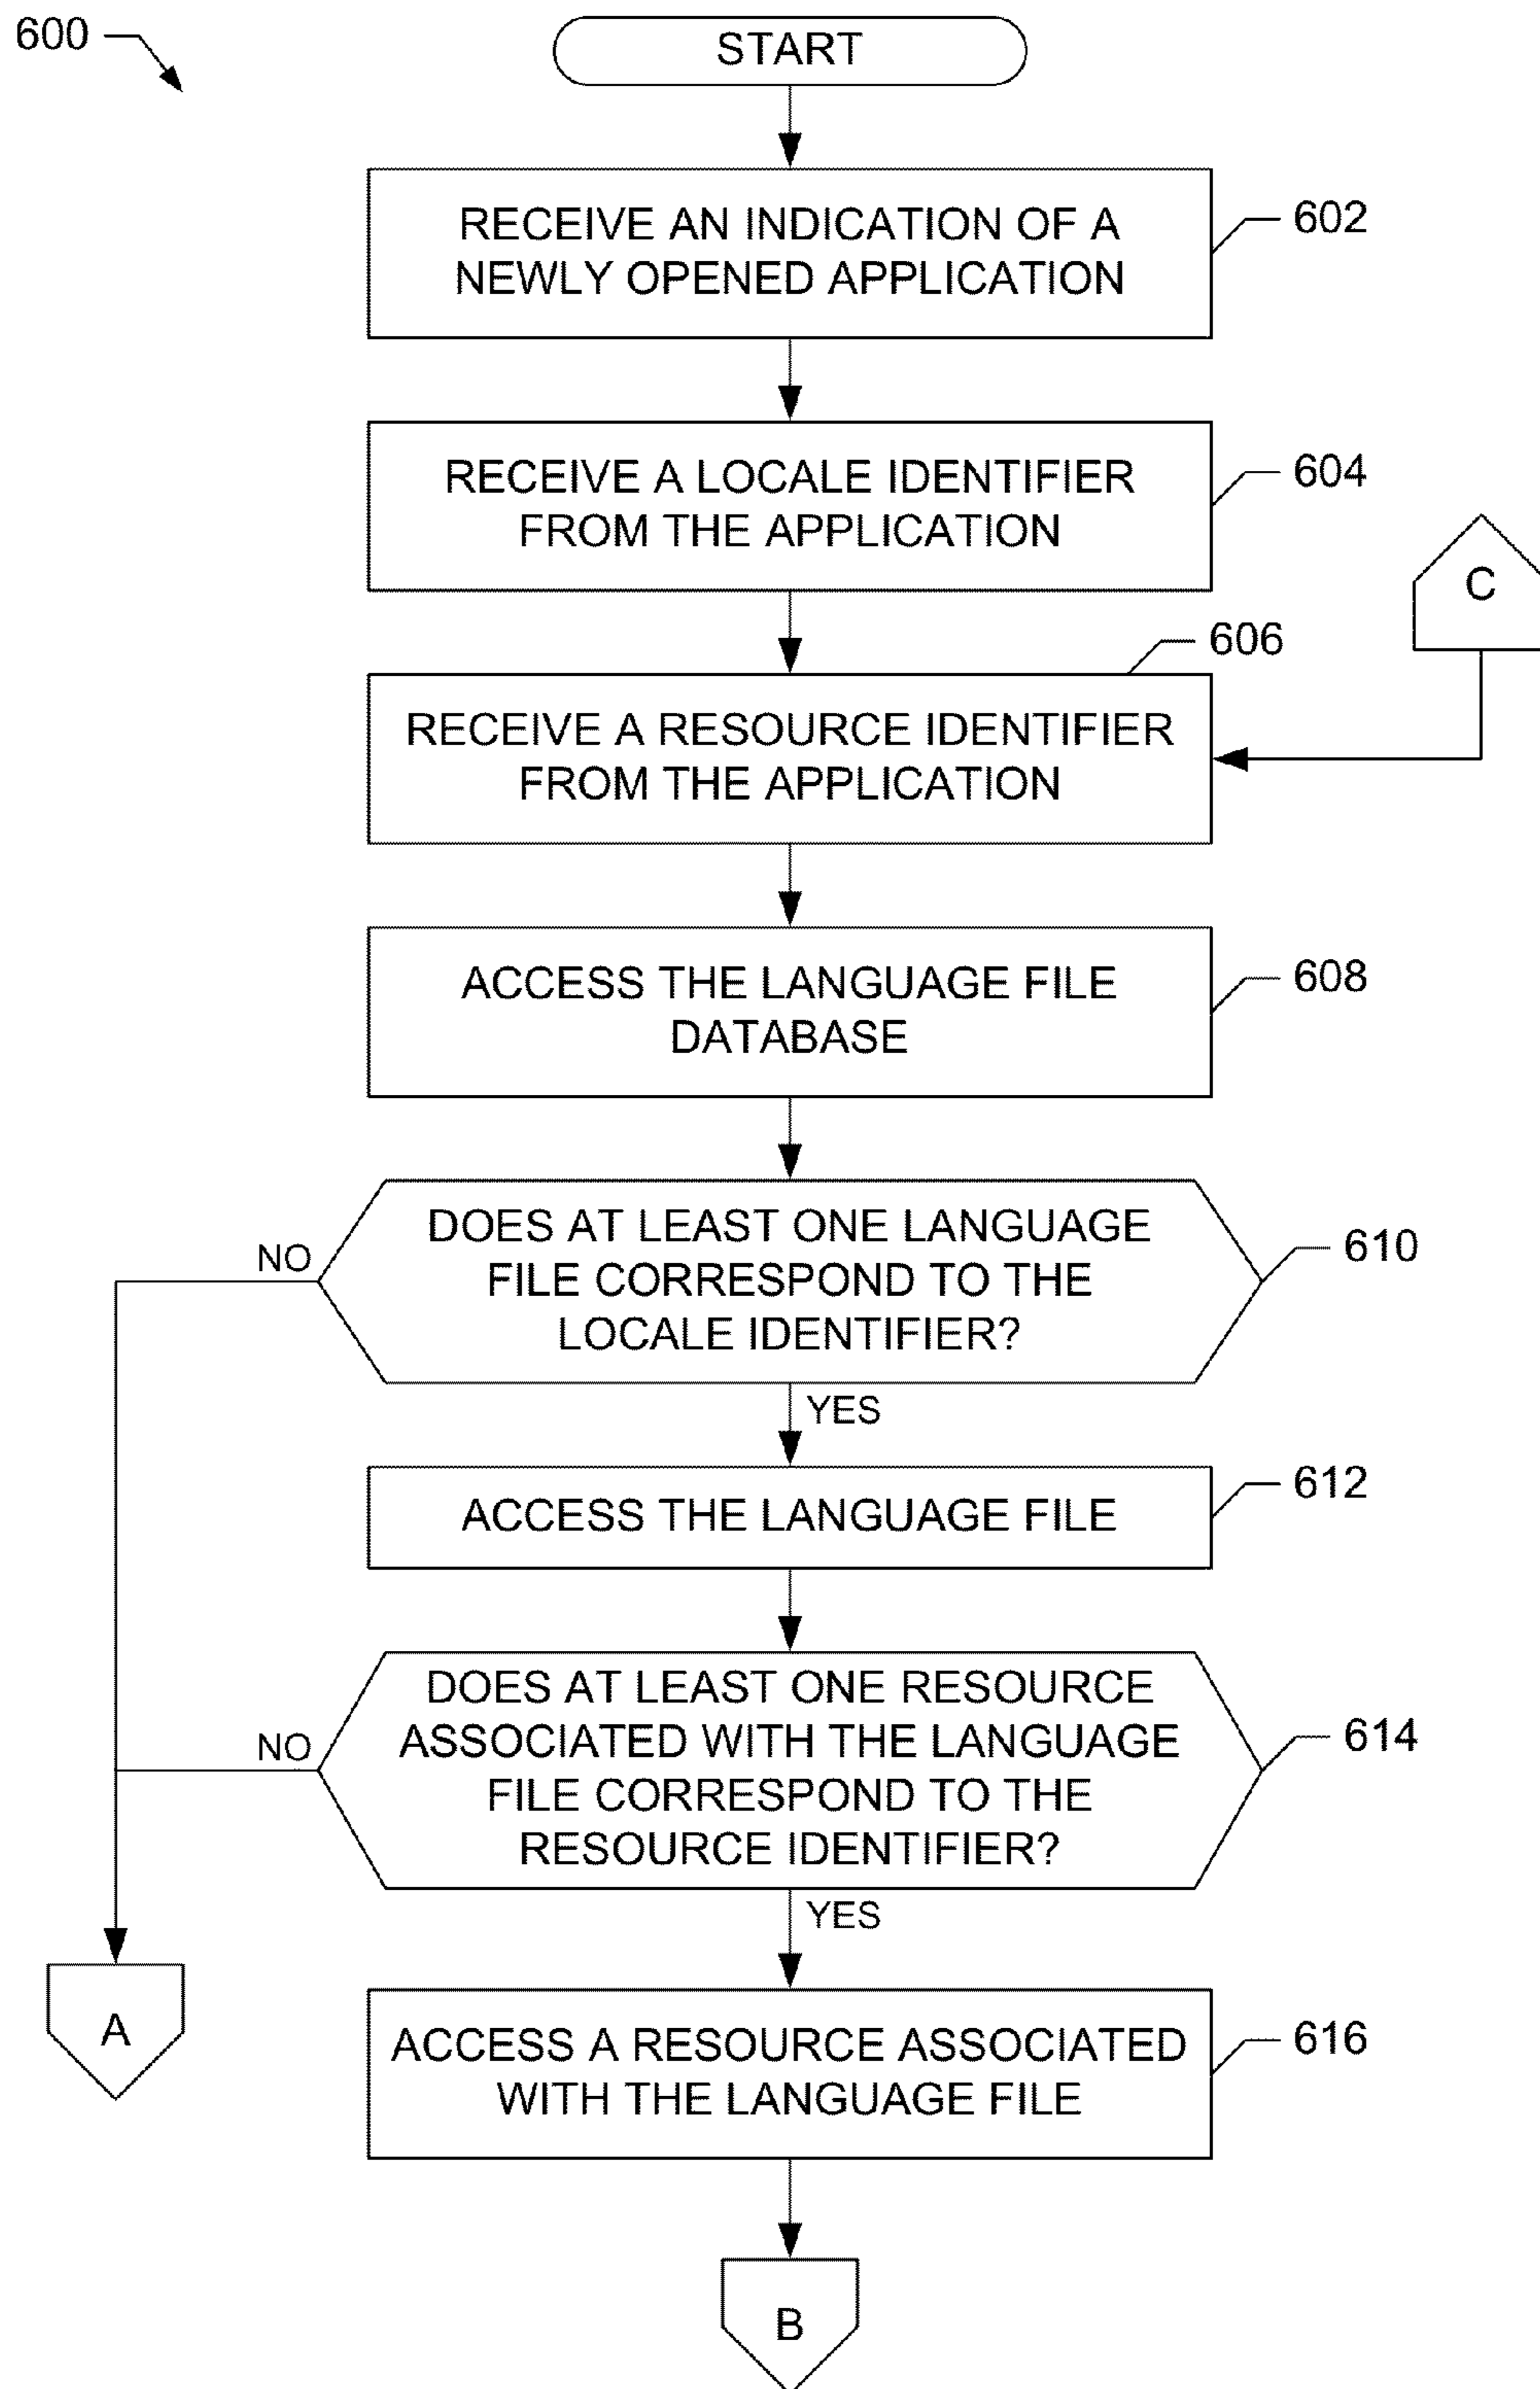 600
START
RECEIVE AN INDICATION OF A
NEWLY OPENED APPLICATION
602
RECEIVE A LOCALE IDENTIFIER
FROM THE APPLICATION
604
C
606
RECEIVE A RESOURCE IDENTIFIER
FROM THE APPLICATION
ACCESS THE LANGUAGE FILE
DATABASE
608
DOES AT LEAST ONE LANGUAGE
FILE CORRESPOND TO THE
LOCALE IDENTIFIER?
610
NO
YES
ACCESS THE LANGUAGE FILE
612
DOES AT LEAST ONE RESOURCE
ASSOCIATED WITH THE LANGUAGE
FILE CORRESPOND TO THE
RESOURCE IDENTIFIER?
614
NO
YES
A
ACCESS A RESOURCE ASSOCIATED
WITH THE LANGUAGE FILE
616
B